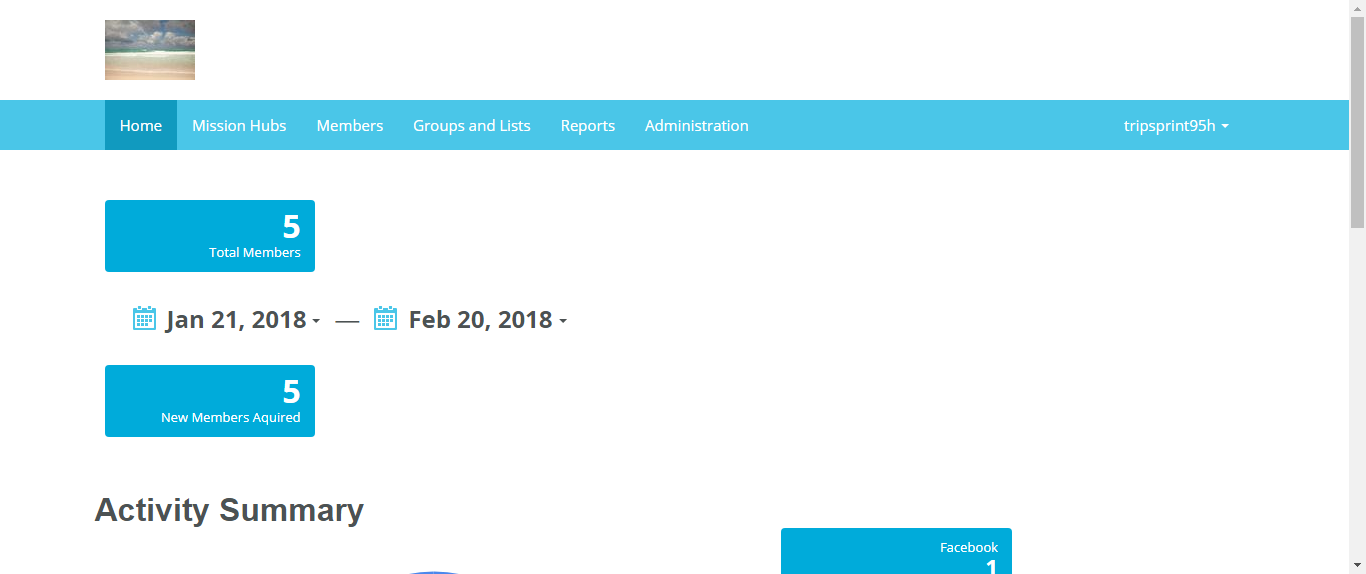 Home Mission Hubs Members Groups and Lists Reports Administration tripsprint95h
5
Total Members
Jan 21, 2018 — Feb 20, 2018
5
New Members Aquired
Activity Summary
Facebook
1